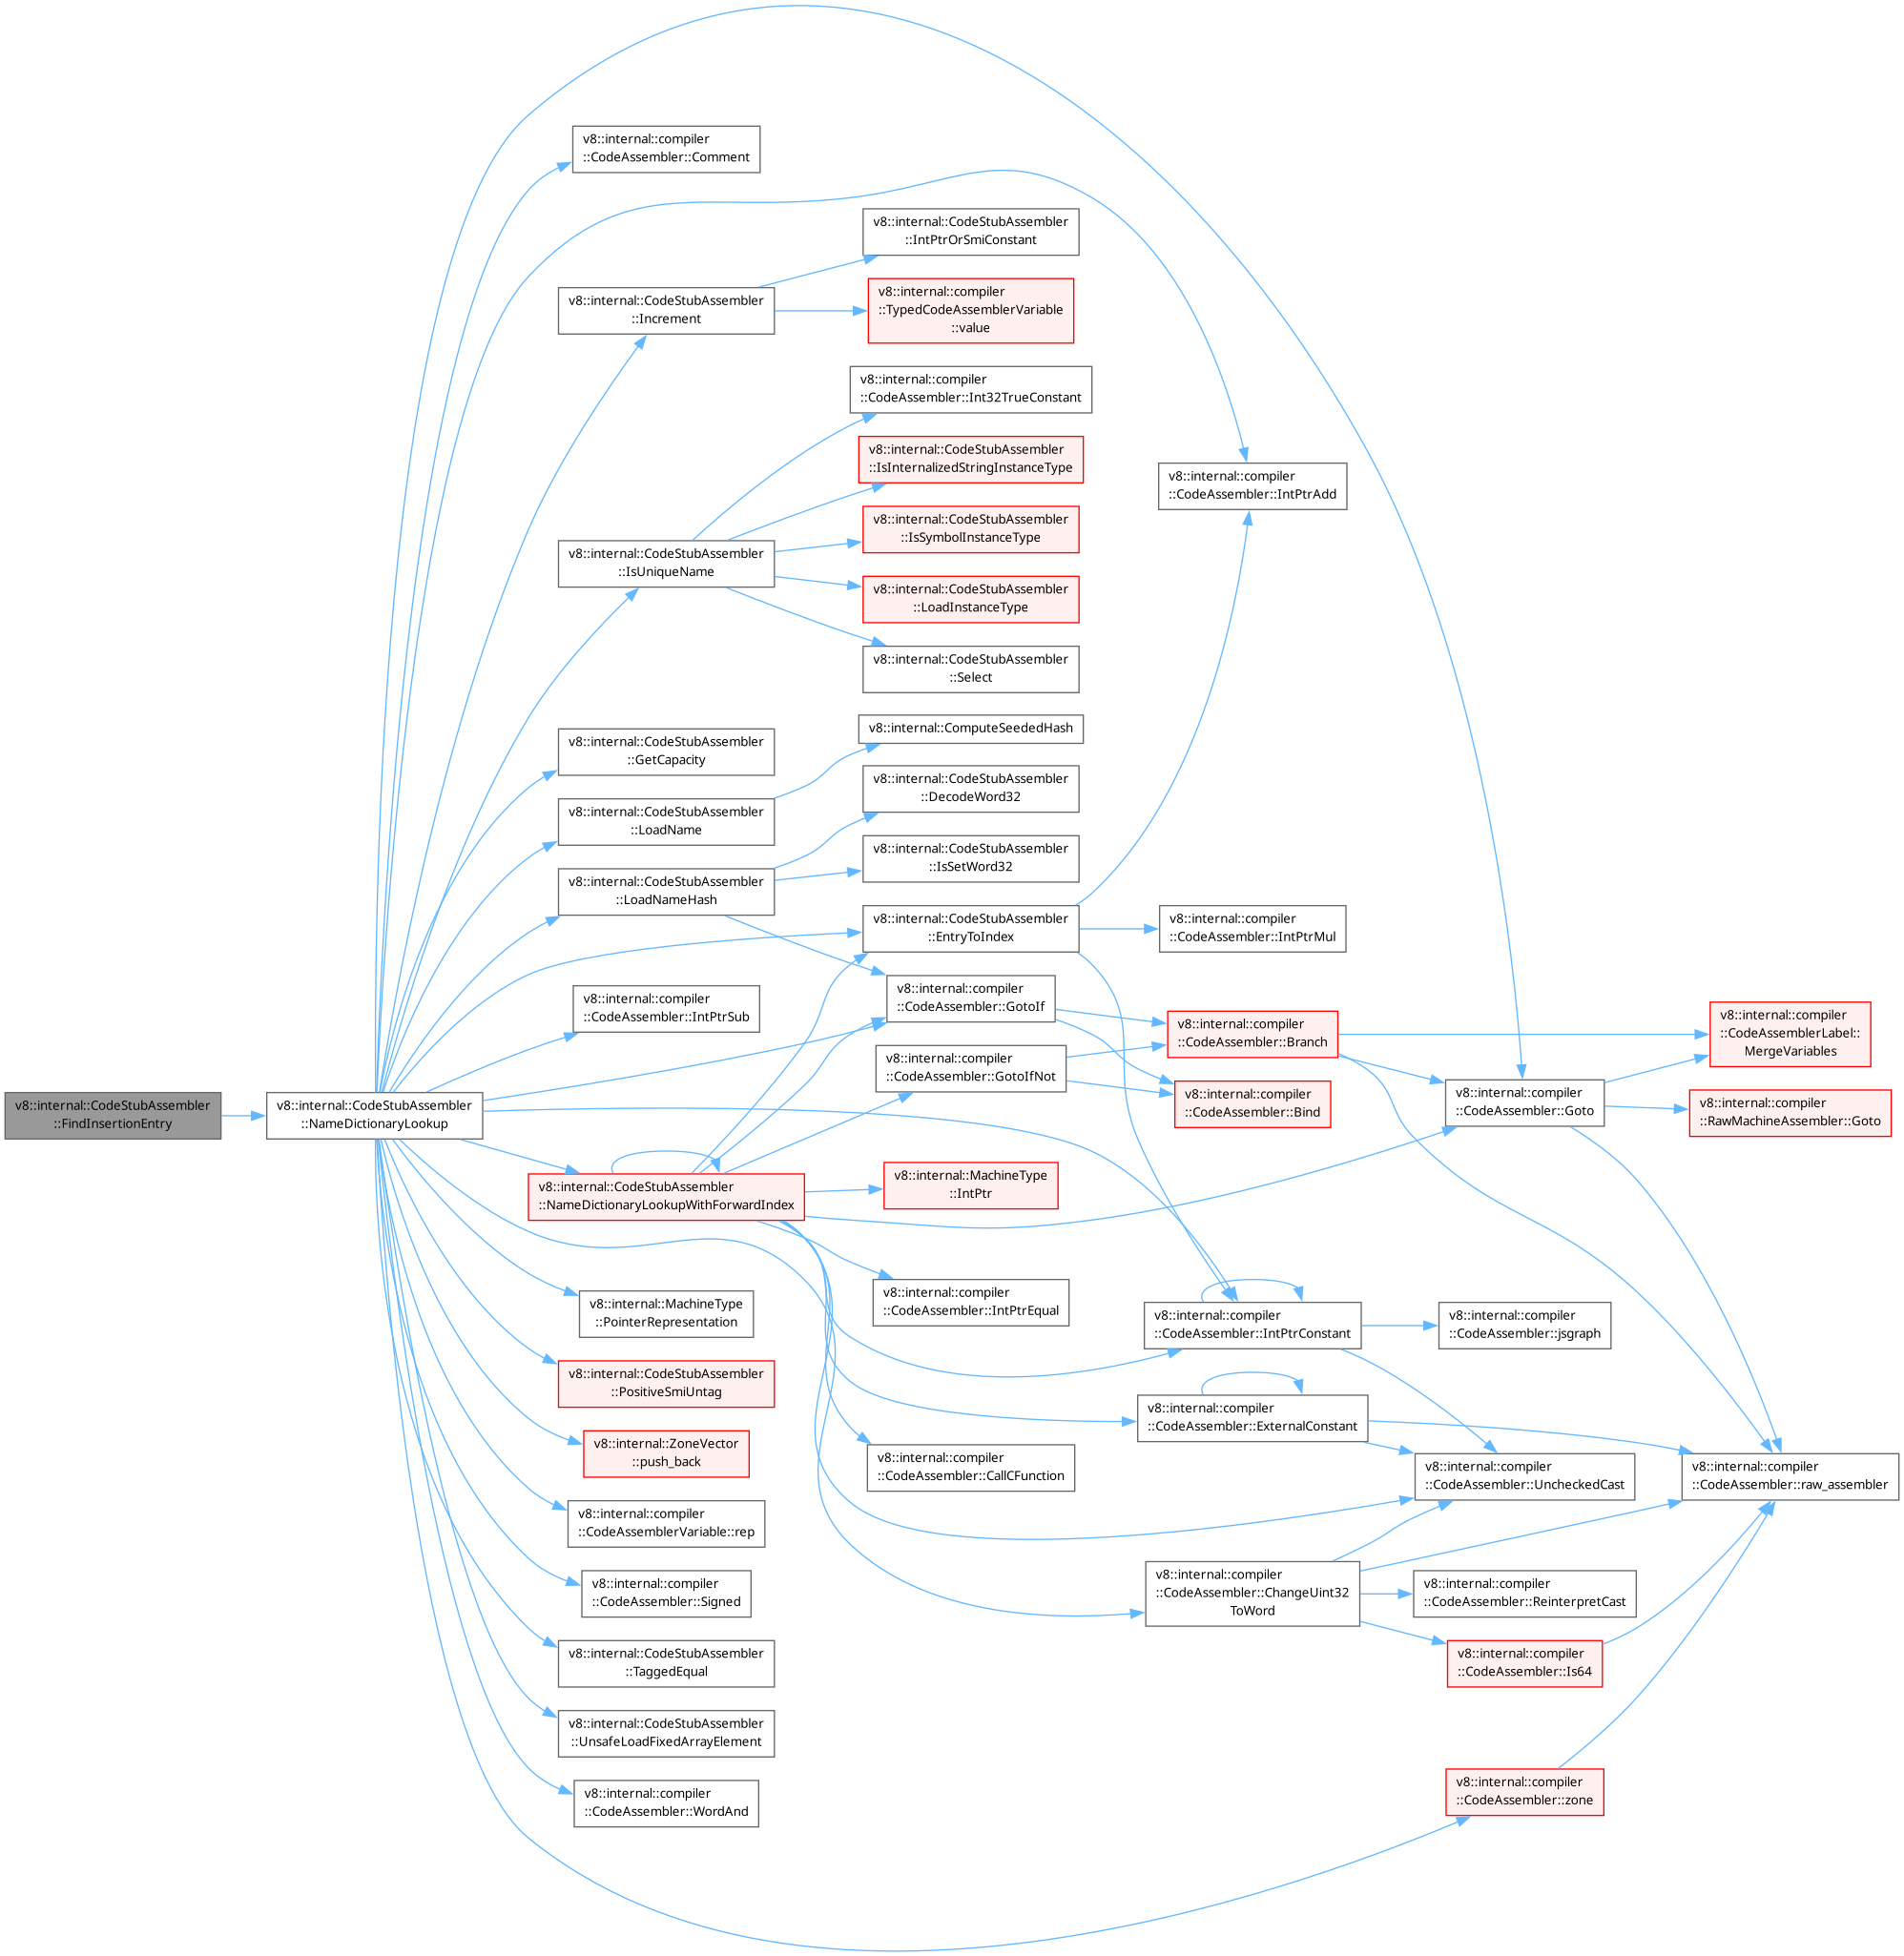 v8::internal::CodeStubAssembler
::FindInsertionEntry
v8::internal::CodeStubAssembler
::NameDictionaryLookup
v8::internal::compiler
::CodeAssembler::Comment
v8::internal::CodeStubAssembler
::Increment
v8::internal::CodeStubAssembler
::IntPtrOrSmiConstant
v8::internal::compiler
::TypedCodeAssemblerVariable
::value
v8::internal::CodeStubAssembler
::IsUniqueName
v8::internal::compiler
::CodeAssembler::Int32TrueConstant
v8::internal::CodeStubAssembler
::IsInternalizedStringInstanceType
v8::internal::CodeStubAssembler
::IsSymbolInstanceType
v8::internal::CodeStubAssembler
::LoadInstanceType
v8::internal::CodeStubAssembler
::Select
v8::internal::compiler
::CodeAssembler::IntPtrAdd
v8::internal::CodeStubAssembler
::GetCapacity
v8::internal::CodeStubAssembler
::LoadName
v8::internal::ComputeSeededHash
v8::internal::CodeStubAssembler
::LoadNameHash
v8::internal::CodeStubAssembler
::DecodeWord32
v8::internal::CodeStubAssembler
::IsSetWord32
v8::internal::CodeStubAssembler
::EntryToIndex
v8::internal::compiler
::CodeAssembler::IntPtrMul
v8::internal::compiler
::CodeAssembler::IntPtrSub
v8::internal::compiler
::CodeAssembler::GotoIf
v8::internal::compiler
::CodeAssembler::GotoIfNot
v8::internal::compiler
::CodeAssembler::Branch
v8::internal::compiler
::CodeAssembler::Bind
v8::internal::compiler
::CodeAssembler::Goto
v8::internal::compiler
::CodeAssemblerLabel::
MergeVariables
v8::internal::compiler
::RawMachineAssembler::Goto
v8::internal::CodeStubAssembler
::NameDictionaryLookupWithForwardIndex
v8::internal::MachineType
::IntPtr
v8::internal::compiler
::CodeAssembler::IntPtrEqual
v8::internal::MachineType
::PointerRepresentation
v8::internal::compiler
::CodeAssembler::IntPtrConstant
v8::internal::compiler
::CodeAssembler::jsgraph
v8::internal::CodeStubAssembler
::PositiveSmiUntag
v8::internal::compiler
::CodeAssembler::ExternalConstant
v8::internal::ZoneVector
::push_back
v8::internal::compiler
::CodeAssembler::CallCFunction
v8::internal::compiler
::CodeAssembler::UncheckedCast
v8::internal::compiler
::CodeAssembler::raw_assembler
v8::internal::compiler
::CodeAssemblerVariable::rep
v8::internal::compiler
::CodeAssembler::Signed
v8::internal::compiler
::CodeAssembler::ChangeUint32
ToWord
v8::internal::compiler
::CodeAssembler::ReinterpretCast
v8::internal::CodeStubAssembler
::TaggedEqual
v8::internal::compiler
::CodeAssembler::Is64
v8::internal::CodeStubAssembler
::UnsafeLoadFixedArrayElement
v8::internal::compiler
::CodeAssembler::WordAnd
v8::internal::compiler
::CodeAssembler::zone